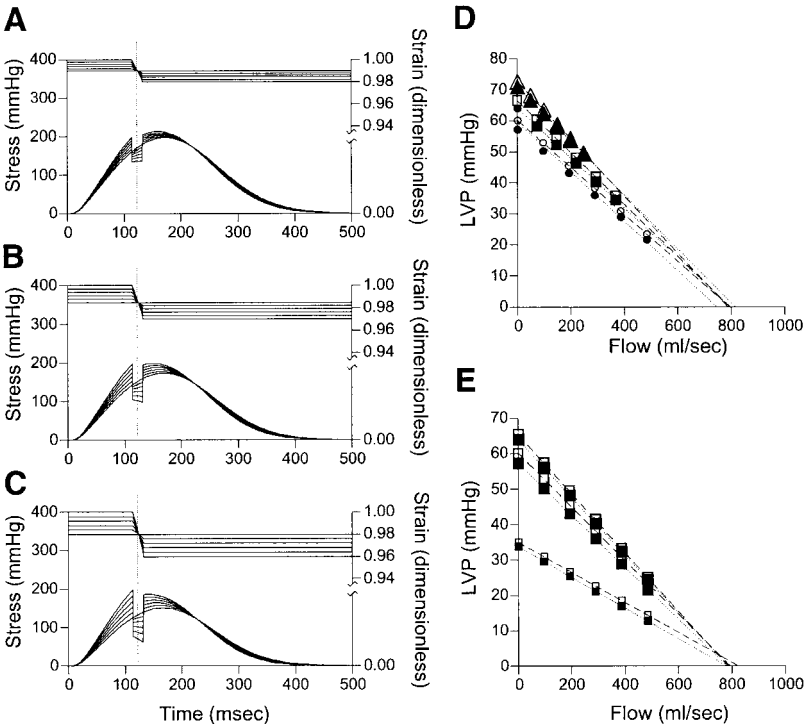 A
Stress (mmHg)
400
300
200
100
0
1.00
0.98
0.96
0.94
0.00
Strain (dimensionless)
0 100 200 300 400 500
B
Stress (mmHg)
400
300
200
100
0
1.00
0.98
0.96
0.94
0.00
Strain (dimensionless)
0 100 200 300 400 500
C
Stress (mmHg)
400
300
200
100
0
1.00
0.98
0.96
0.94
0.00
Strain (dimensionless)
0 100 200 300 400 500
Time (msec)
D
LVP (mmHg)
80
70
60
50
40
30
20
10
0
0 200 400 600 800 1000
Flow (ml/sec)
E
LVP (mmHg)
70
60
50
40
30
20
10
0
0 200 400 600 800 1000
Flow (ml/sec)